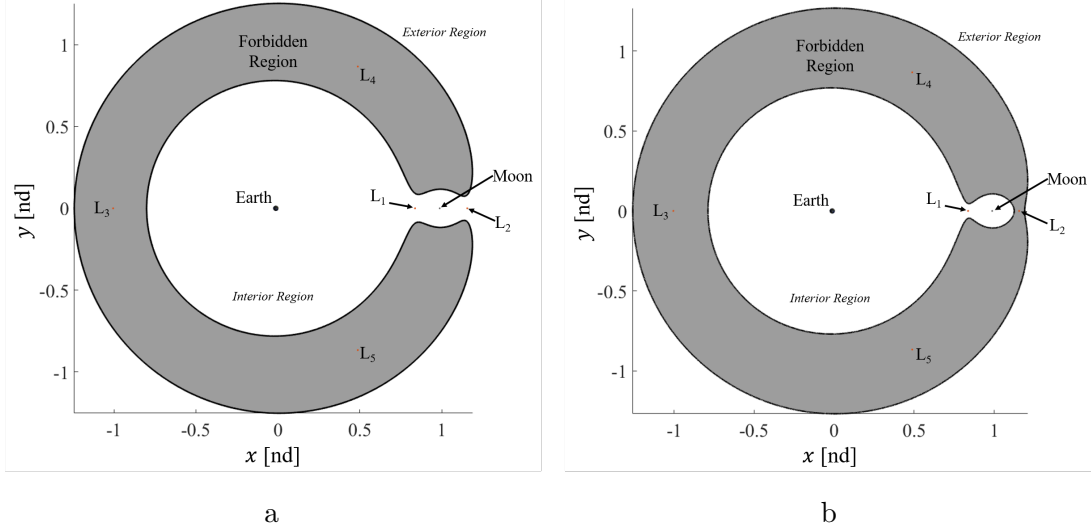 Exterior Region
Forbidden
Region
L4
1
0.5
Earth
L1
Moon
y [nd]
0
L3
L2
-0.5
Interior Region
L5
-1
-1
-0.5
0
0.5
1
x [nd]
a
Exterior Region
Forbidden
Region
L4
1
0.5
Earth
L1
Moon
y [nd]
0
L3
L2
-0.5
Interior Region
L5
-1
-1
-0.5
0
0.5
1
x [nd]
b